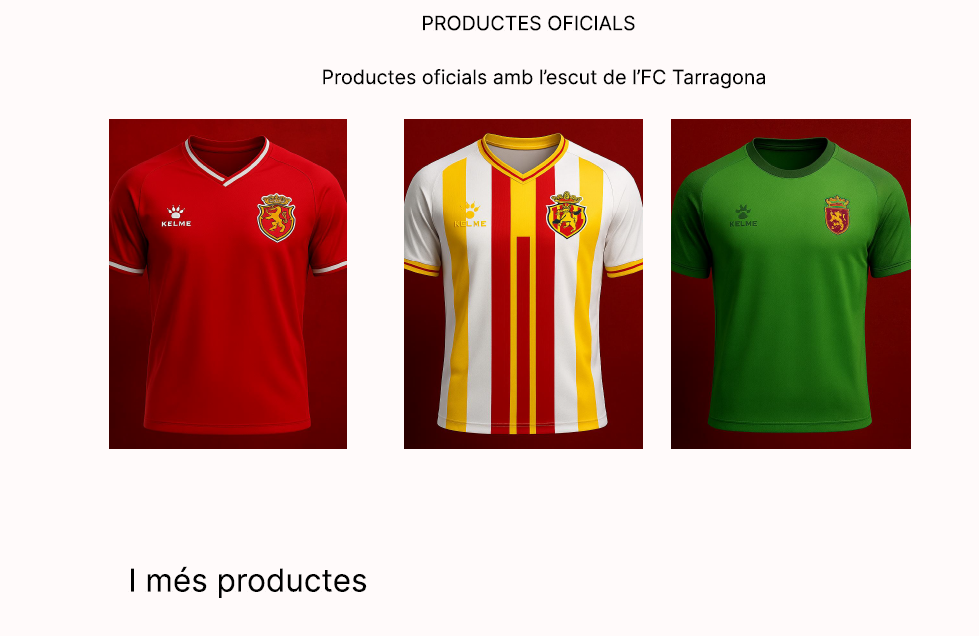 PRODUCTES OFICIALS
Productes oficials amb l’escut de l’FC Tarragona
KELME
KELME
KELME
I més productes